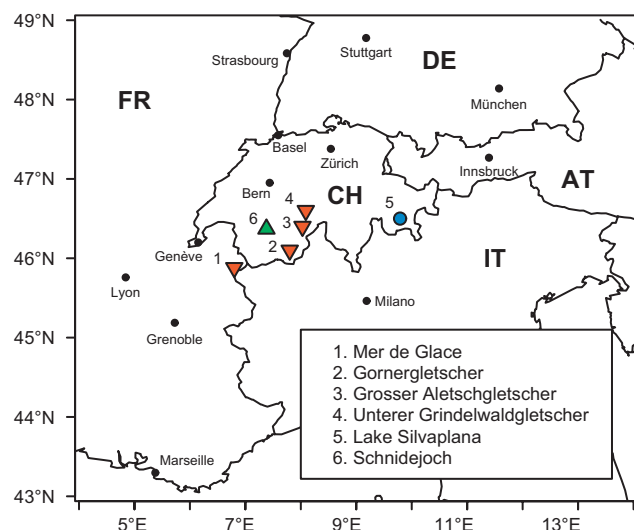 49°N
48°N
47°N
46°N
45°N
44°N
43°N
5°E
7°E
9°E
11°E
13°E
FR
DE
CH
AT
IT
Strasbourg
Stuttgart
München
Basel
Zürich
Innsbruck
Bern
Genève
Lyon
Grenoble
Milano
Marseille
1
2
3
4
5
6
1. Mer de Glace
2. Gornergletscher
3. Grosser Aletschgletscher
4. Unterer Grindelwaldgletscher
5. Lake Silvaplana
6. Schnidejoch